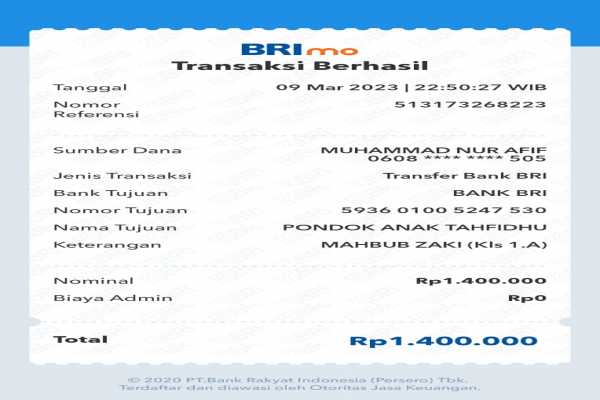 BRImo
Transaksi Berhasil
Tanggal 09 Mar 2023 | 22:50:27 WIB
Nomor 513173268223
Referensi
Sumber Dana MUHAMMAD NUR AFIF
0608 **** **** 505
Jenis Transaksi Transfer Bank BRI
Bank Tujuan BANK BRI
Nomor Tujuan 5936 0100 5247 530
Nama Tujuan PONDOK ANAK TAHFIDHU
Keterangan MAHBUB ZAKI (Kls 1.A)
Nominal Rp1.400.000
Biaya Admin Rp0
Total Rp1.400.000
© 2020 PT.Bank Rakyat Indonesia (Persero) Tbk.
Terdaftar dan diawasi oleh Otoritas Jasa Keuangan.